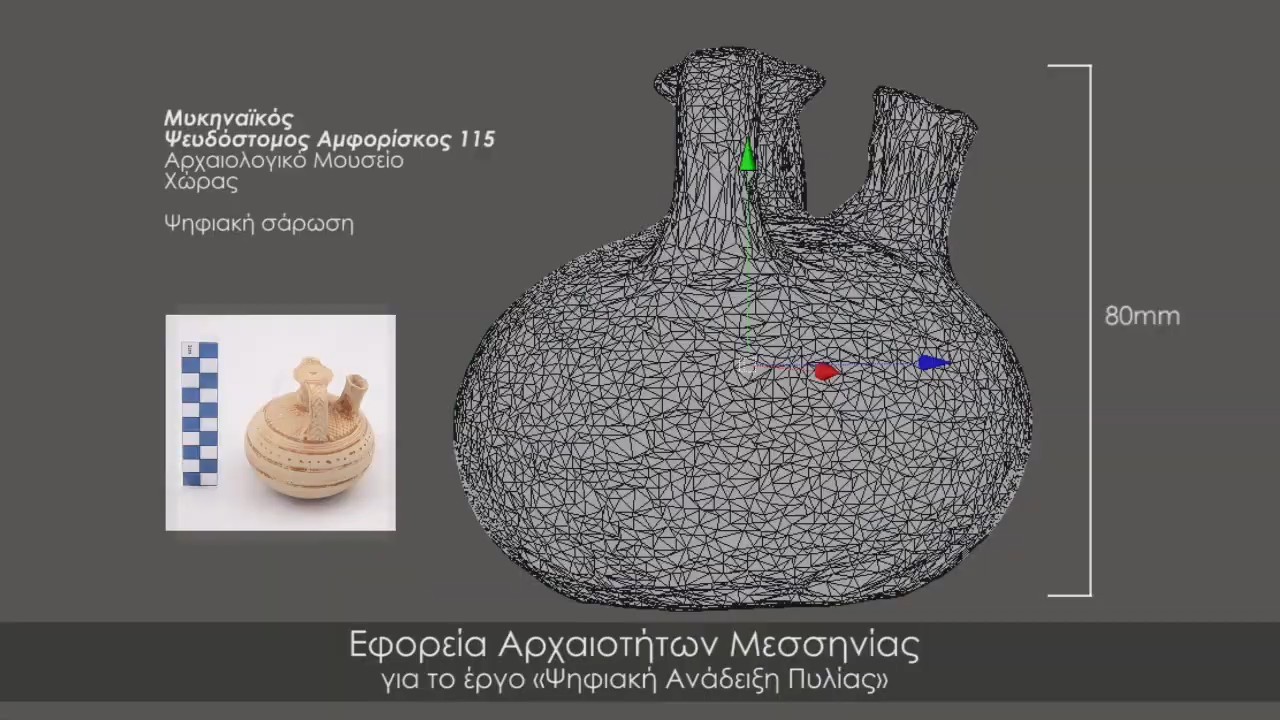 Μυκηναϊκός
Ψευδόστομος Αμφορίσκος 115
Αρχαιολογικό Μουσείο
Χώρας
Ψηφιακή σάρωση
80mm
Εφορεία Αρχαιοτήτων Μεσσηνίας
για το έργο «Ψηφιακή Ανάδειξη Πυλίας»